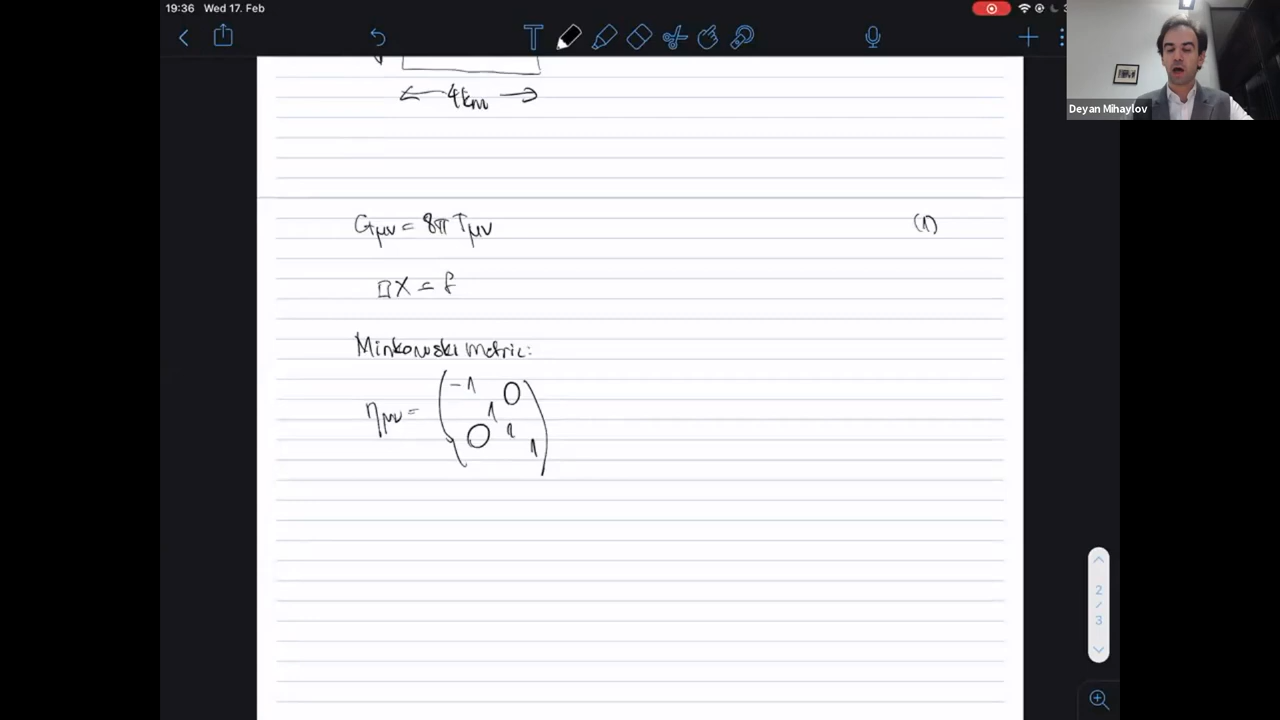 19:36 Wed 17. Feb
Deyan Mihaylov
4km
Gμν = 8π Tμν (1)
□X = f
Minkowski metric:
ημν = ( -1 0
1
0 1
1 )
2
/
3